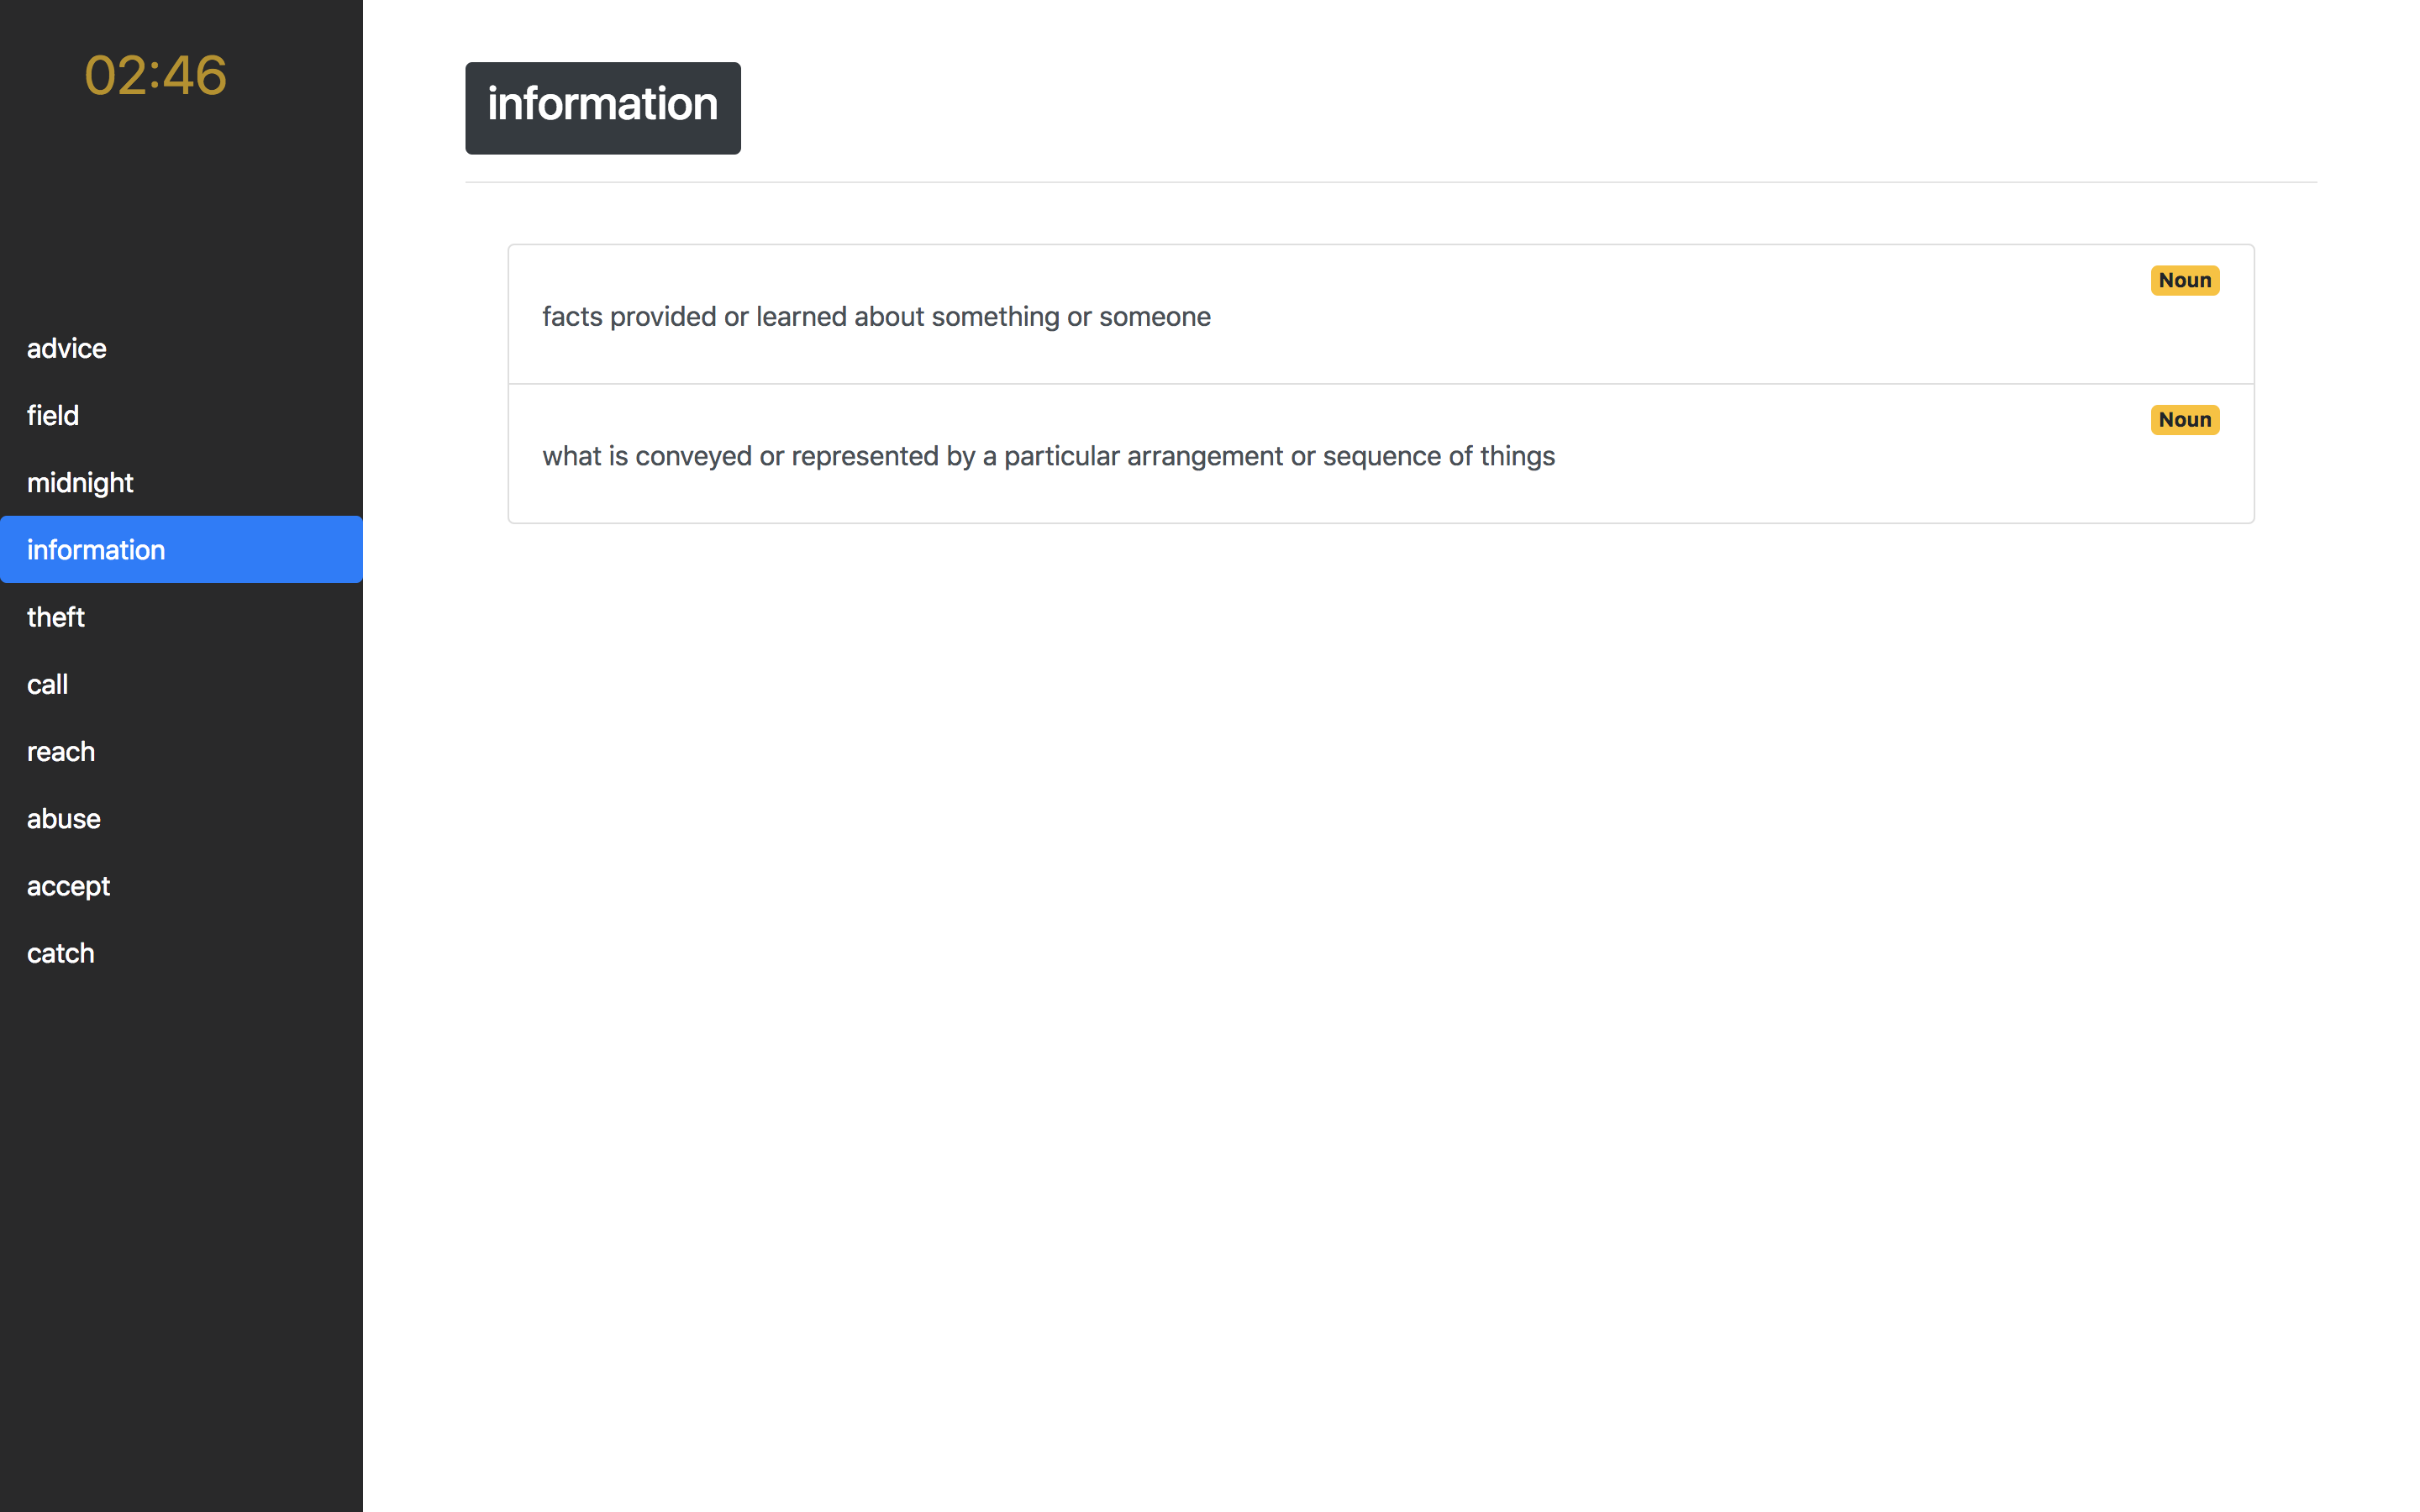 02:46
advice
field
midnight
information
theft
call
reach
abuse
accept
catch
information
Noun
facts provided or learned about something or someone
Noun
what is conveyed or represented by a particular arrangement or sequence of things